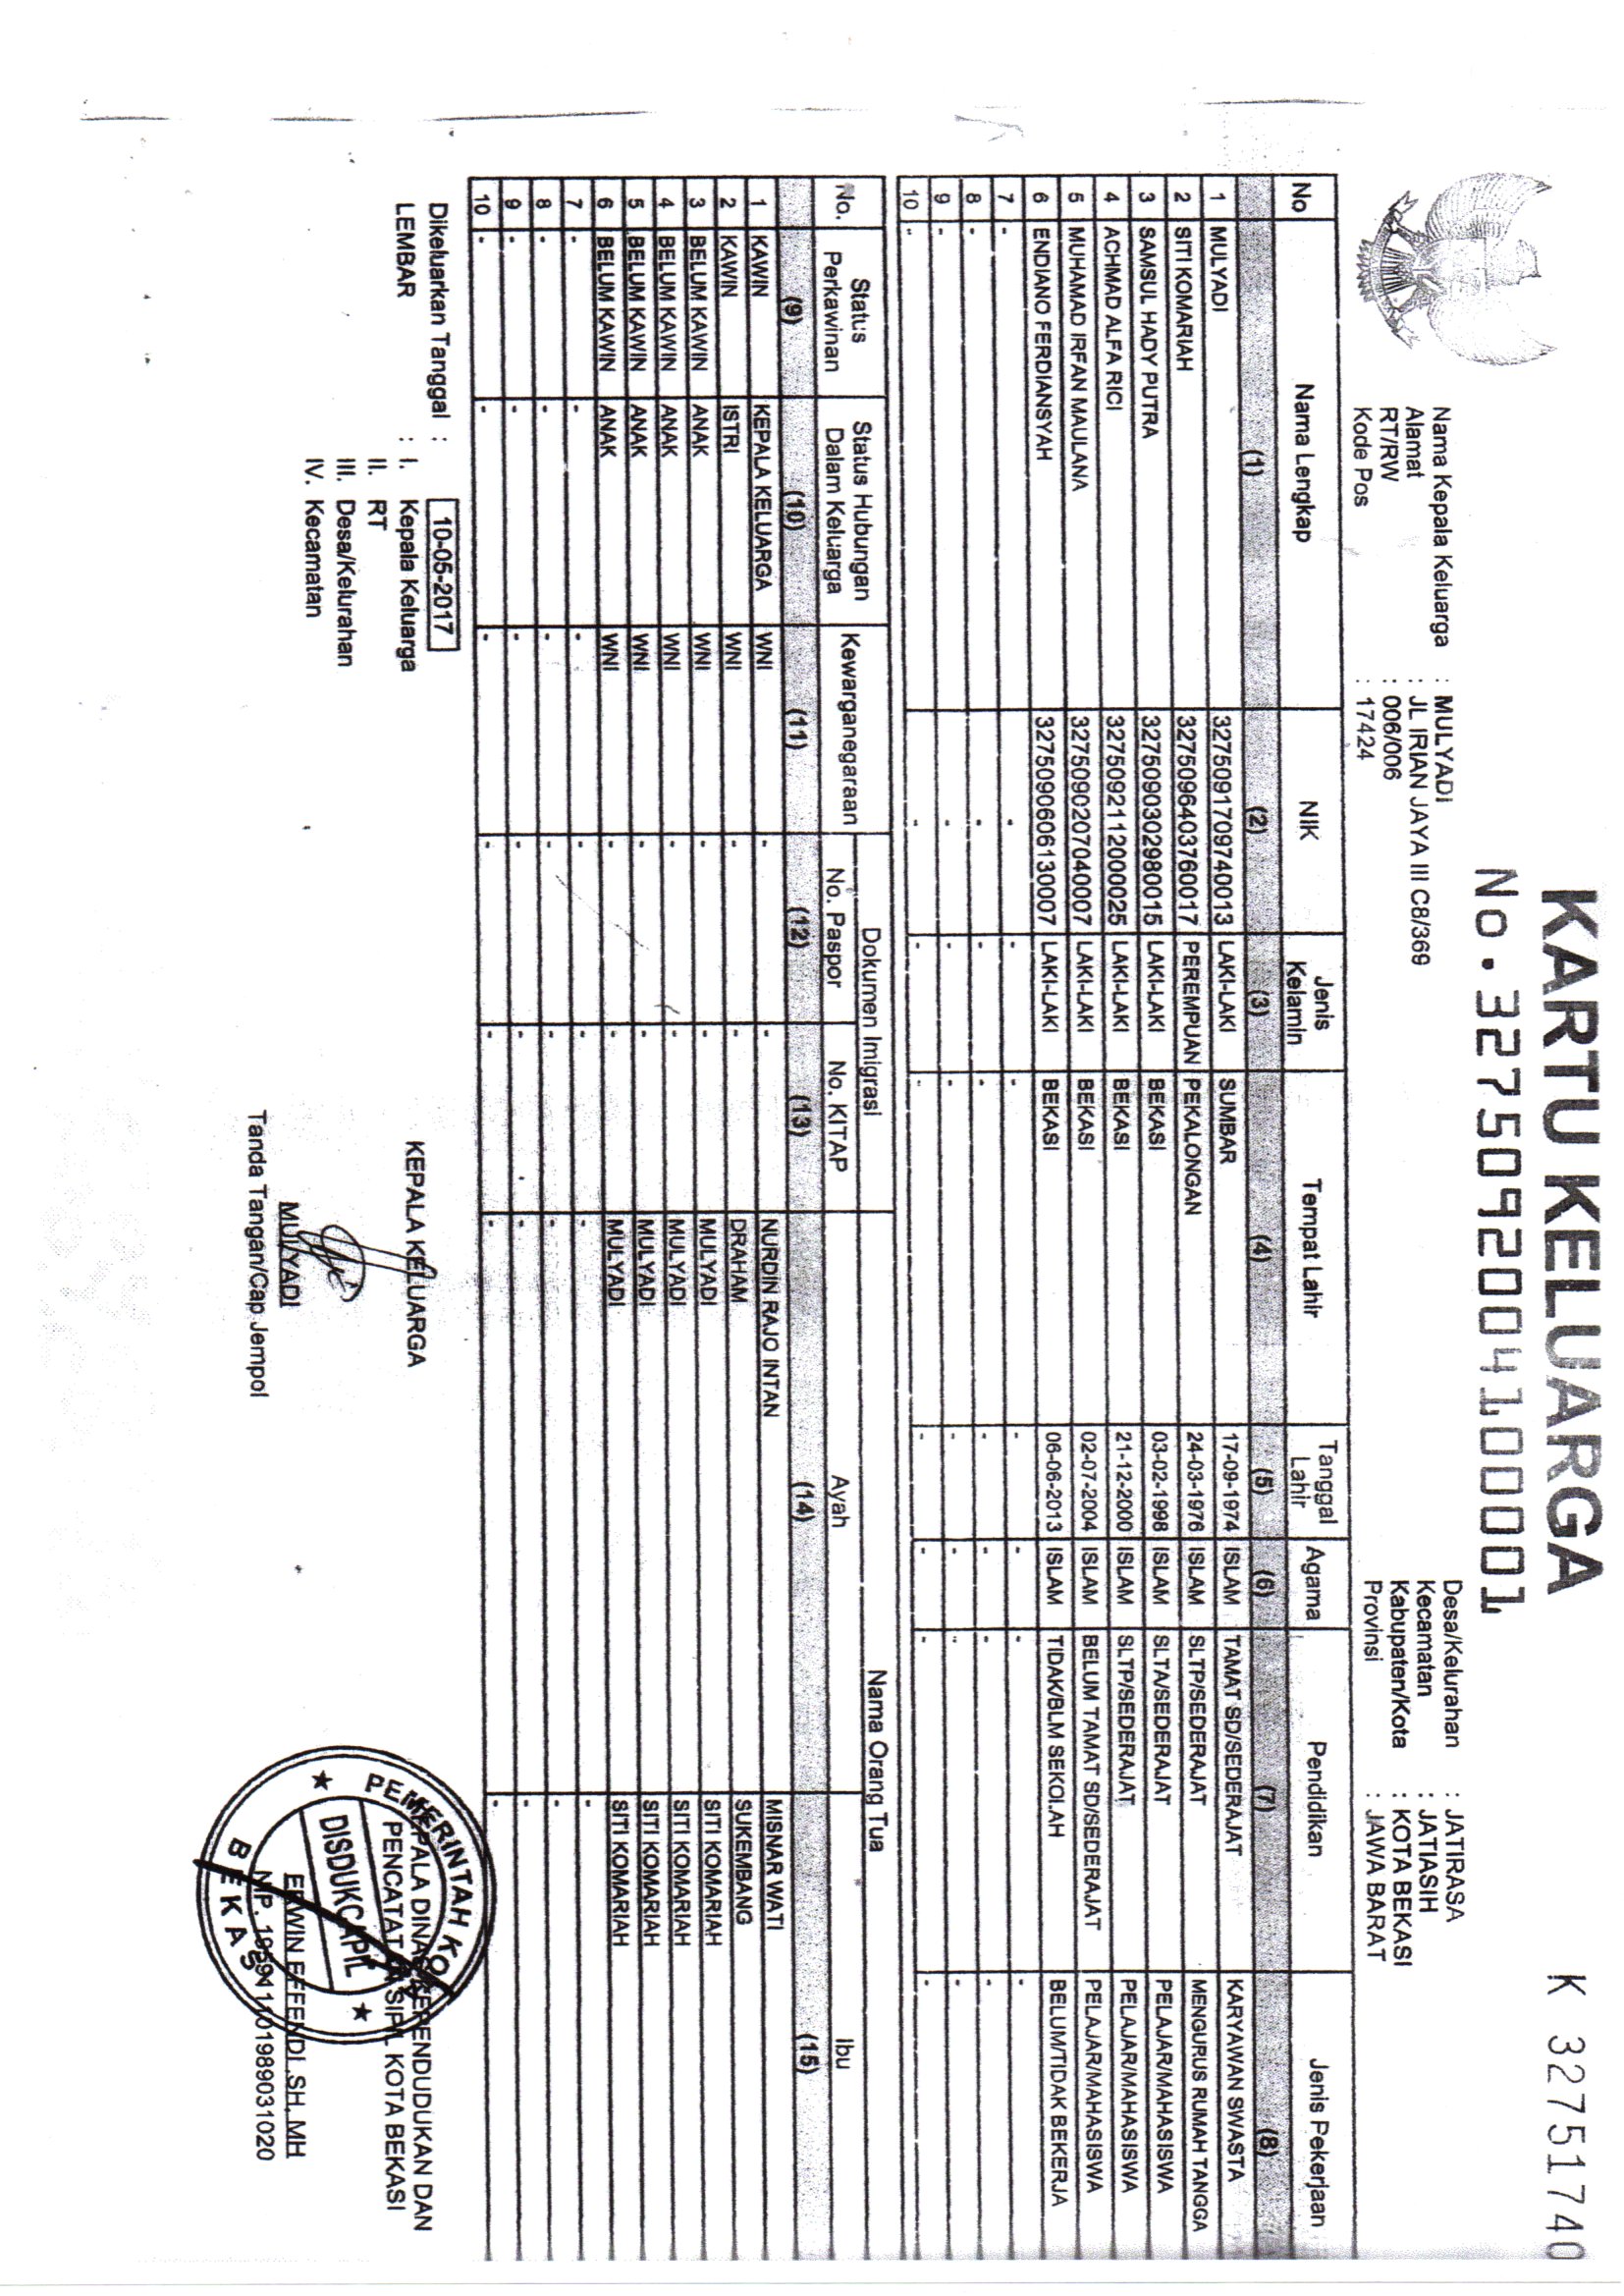 KARTU KELUARGA
K 32751740
No. 3275092004100001
Nama Kepala Keluarga : MULYADI
Alamat : JL IRIAN JAYA III C8/369
RT/RW : 006/006
Kode Pos : 17424
Desa/Kelurahan : JATIRASA
Kecamatan : JATIASIH
Kabupaten/Kota : KOTA BEKASI
Provinsi : JAWA BARAT
No Nama Lengkap NIK Jenis Kelamin Tempat Lahir Tanggal Lahir Agama Pendidikan Jenis Pekerjaan
(1) (2) (3) (4) (5) (6) (7) (8)
1 MULYADI 3275091709740013 LAKI-LAKI SUMBAR 17-09-1974 ISLAM TAMAT SD/SEDERAJAT KARYAWAN SWASTA
2 SITI KOMARIAH 3275096403760017 PEREMPUAN PEKALONGAN 24-03-1976 ISLAM SLTP/SEDERAJAT MENGURUS RUMAH TANGGA
3 SAMSUL HADY PUTRA 3275090302980015 LAKI-LAKI BEKASI 03-02-1998 ISLAM SLTA/SEDERAJAT PELAJAR/MAHASISWA
4 ACHMAD ALFA RICI 3275092112000025 LAKI-LAKI BEKASI 21-12-2000 ISLAM SLTP/SEDERAJAT PELAJAR/MAHASISWA
5 MUHAMAD IRFAN MAULANA 3275090207040007 LAKI-LAKI BEKASI 02-07-2004 ISLAM BELUM TAMAT SD/SEDERAJAT PELAJAR/MAHASISWA
6 ENDIANO FERDIANSYAH 3275090606130007 LAKI-LAKI BEKASI 06-06-2013 ISLAM TIDAK/BLM SEKOLAH BELUM/TIDAK BEKERJA
7 - - - - - - - -
8 - - - - - - - -
9 - - - - - - - -
10 - - - - - - - -
No. Status Perkawinan Status Hubungan Dalam Keluarga Kewarganegaraan Dokumen Imigrasi Nama Orang Tua
No. Paspor No. KITAP Ayah Ibu
(9) (10) (11) (12) (13) (14) (15)
1 KAWIN KEPALA KELUARGA WNI - - NURDIN RAJO INTAN MISNAR WATI
2 KAWIN ISTRI WNI - - DRAHAM SUKEMBANG
3 BELUM KAWIN ANAK WNI - - MULYADI SITI KOMARIAH
4 BELUM KAWIN ANAK WNI - - MULYADI SITI KOMARIAH
5 BELUM KAWIN ANAK WNI - - MULYADI SITI KOMARIAH
6 BELUM KAWIN ANAK WNI - - MULYADI SITI KOMARIAH
7 - - - - - - -
8 - - - - - - -
9 - - - - - - -
10 - - - - - - -
Dikeluarkan Tanggal : 10-05-2017
LEMBAR : I. Kepala Keluarga
II. RT
III. Desa/Kelurahan
IV. Kecamatan
KEPALA KELUARGA
MULYADI
Tanda Tangan/Cap Jempol
KEPALA DINAS KEPENDUDUKAN DAN
PENCATATAN SIPIL KOTA BEKASI
PEMERINTAH KOTA
DISDUKCAPIL
BEKASI
ERWIN EFFENDI ,SH, MH
NIP. 195911101989031020